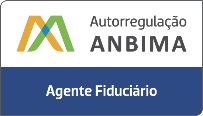 Autorregulação
ANBIMA
Agente Fiduciário